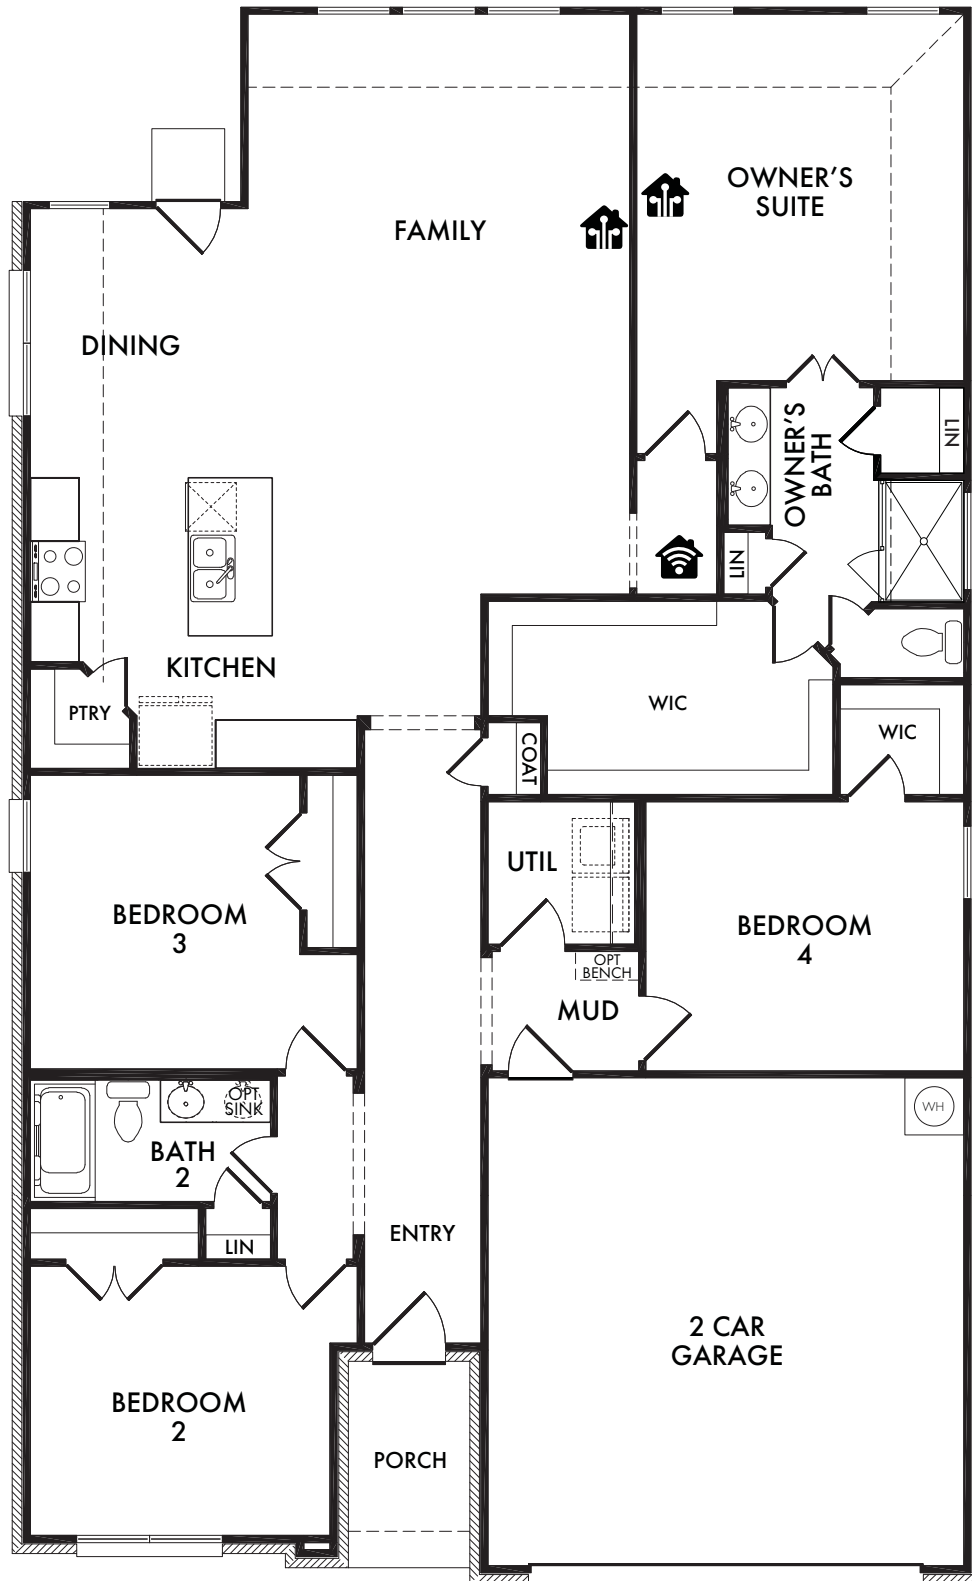 OWNER'S
SUITE
FAMILY
DINING
OWNER'S
BATH
LIN
LIN
KITCHEN
PTRY
WIC
WIC
COAT
UTIL
BEDROOM
3
BEDROOM
4
OPT
BENCH
MUD
OPT
SINK
WH
BATH
2
ENTRY
LIN
2 CAR
GARAGE
BEDROOM
2
PORCH